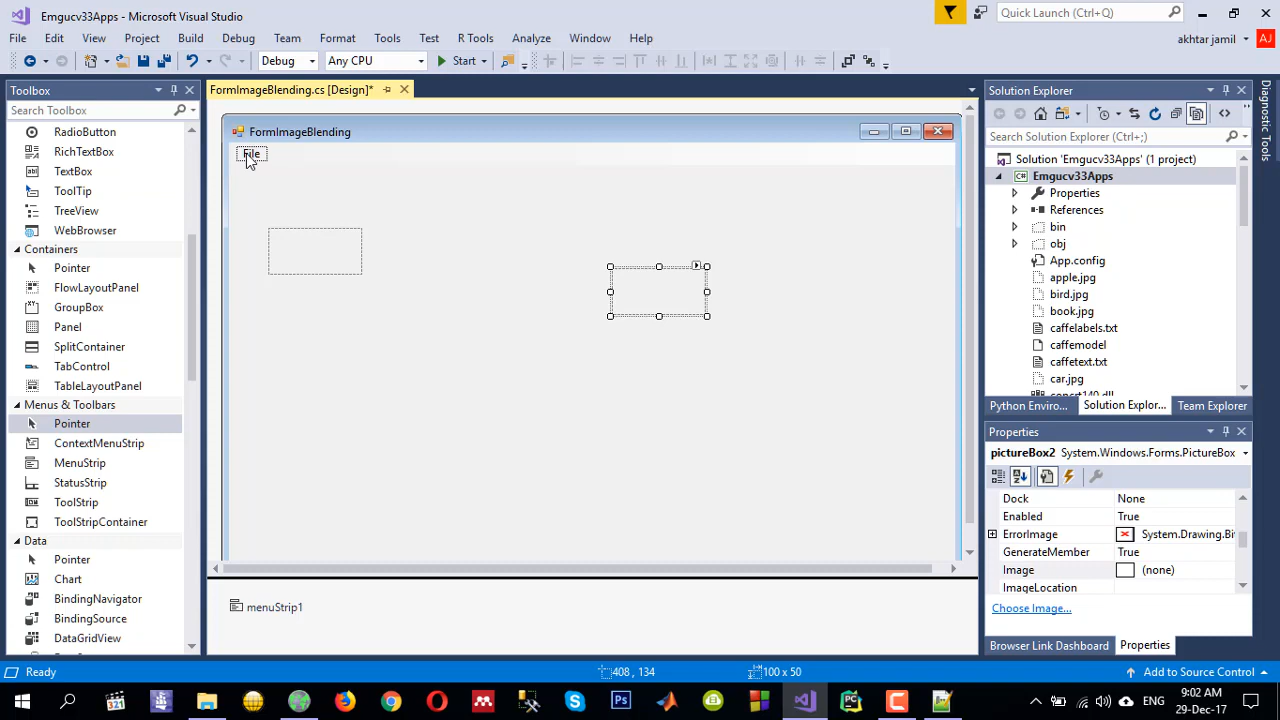 Emgucv33Apps - Microsoft Visual Studio
Quick Launch (Ctrl+Q)
File Edit View Project Build Debug Team Format Tools Test R Tools Analyze Window Help
akhtar jamil AJ
Debug Any CPU Start
Toolbox
Search Toolbox
RadioButton
RichTextBox
TextBox
ToolTip
TreeView
WebBrowser
Containers
Pointer
FlowLayoutPanel
GroupBox
Panel
SplitContainer
TabControl
TableLayoutPanel
Menus & Toolbars
Pointer
ContextMenuStrip
MenuStrip
StatusStrip
ToolStrip
ToolStripContainer
Data
Pointer
Chart
BindingNavigator
BindingSource
DataGridView
FormImageBlending.cs [Design]*
FormImageBlending
File
menuStrip1
Solution Explorer
Search Solution Explorer (Ctrl+;)
Solution 'Emgucv33Apps' (1 project)
C# Emgucv33Apps
Properties
References
bin
obj
App.config
apple.jpg
bird.jpg
book.jpg
caffelabels.txt
caffemodel
caffetext.txt
car.jpg
Python Enviro... Solution Explor... Team Explorer
Properties
pictureBox2 System.Windows.Forms.PictureBox
Dock None
Enabled True
ErrorImage System.Drawing.Bi
GenerateMember True
Image (none)
ImageLocation
Choose Image...
Browser Link Dashboard Properties
Diagnostic Tools
Ready
408 , 134
100 x 50
Add to Source Control
ENG
9:02 AM
29-Dec-17